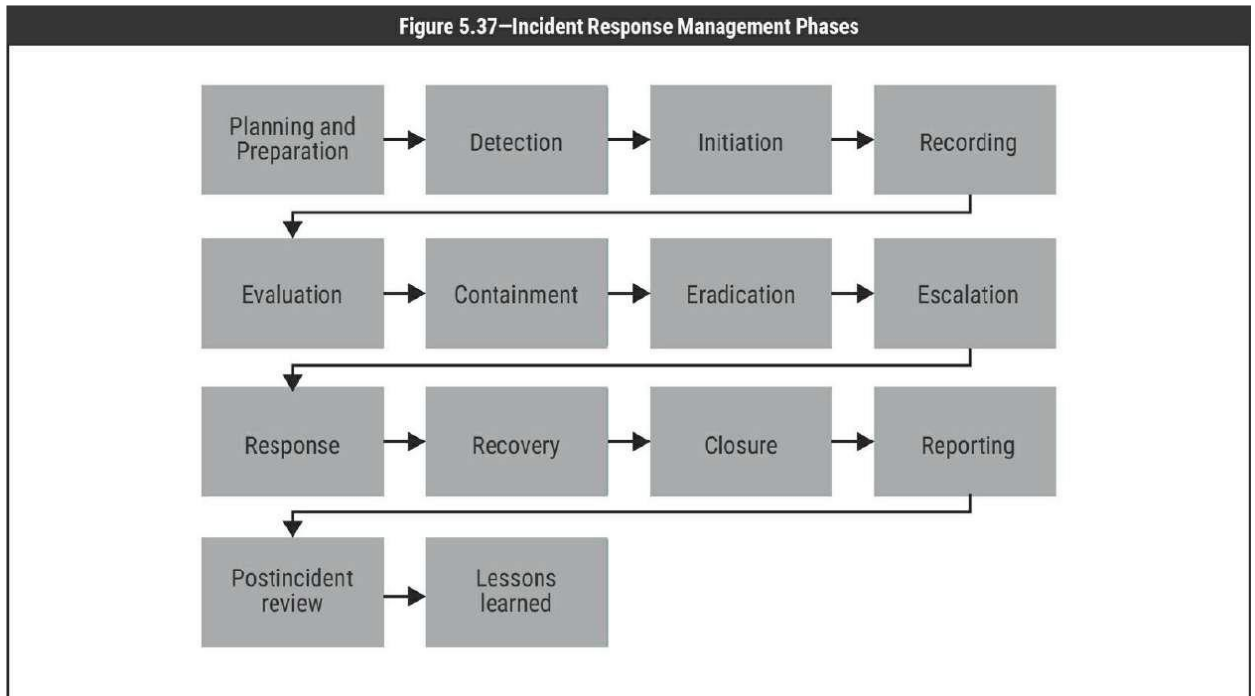 Figure 5.37—Incident Response Management Phases
Planning and
Preparation
Detection
Initiation
Recording
Evaluation
Containment
Eradication
Escalation
Response
Recovery
Closure
Reporting
Postincident
review
Lessons
learned